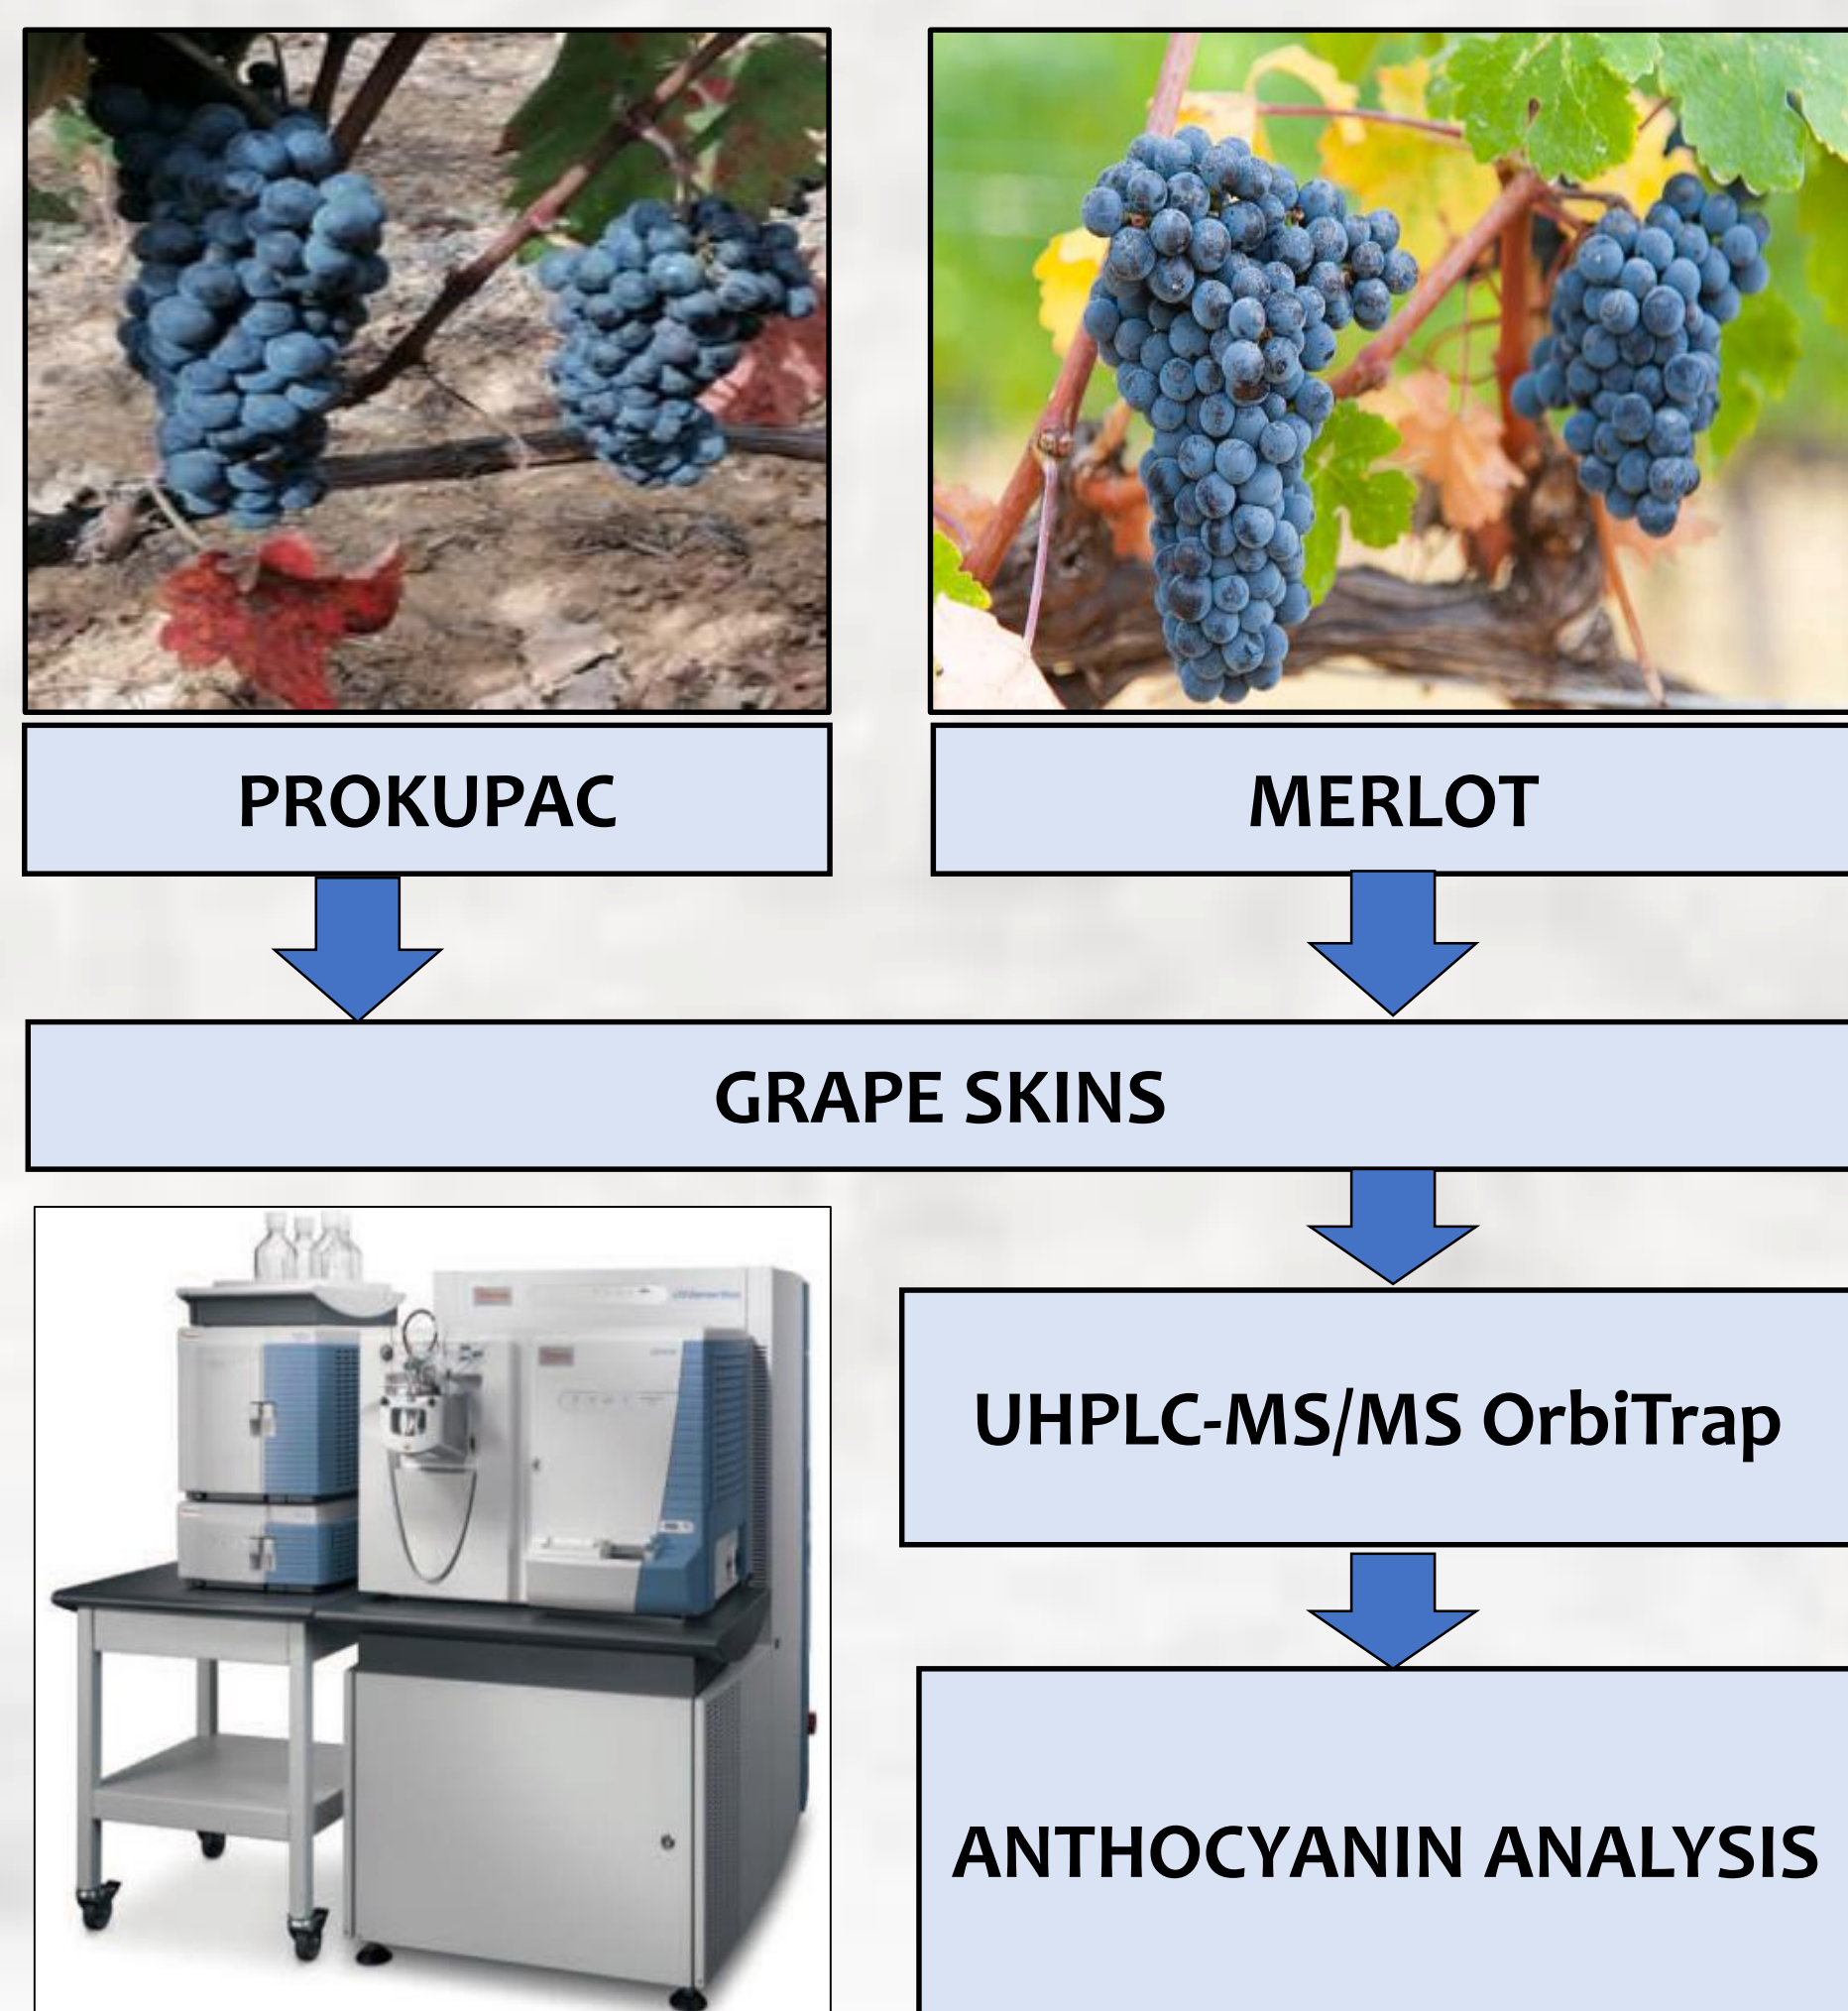 PROKUPAC
MERLOT
GRAPE SKINS
UHPLC-MS/MS OrbiTrap
ANTHOCYANIN ANALYSIS